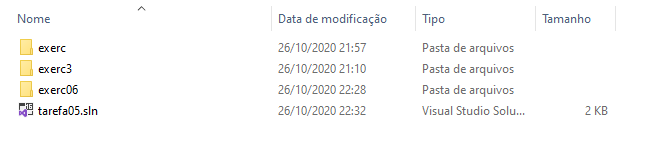 Nome Data de modificação Tipo Tamanho
exerc 26/10/2020 21:57 Pasta de arquivos
exerc3 26/10/2020 21:10 Pasta de arquivos
exerc06 26/10/2020 22:28 Pasta de arquivos
tarefa05.sln 26/10/2020 22:32 Visual Studio Solu... 2 KB